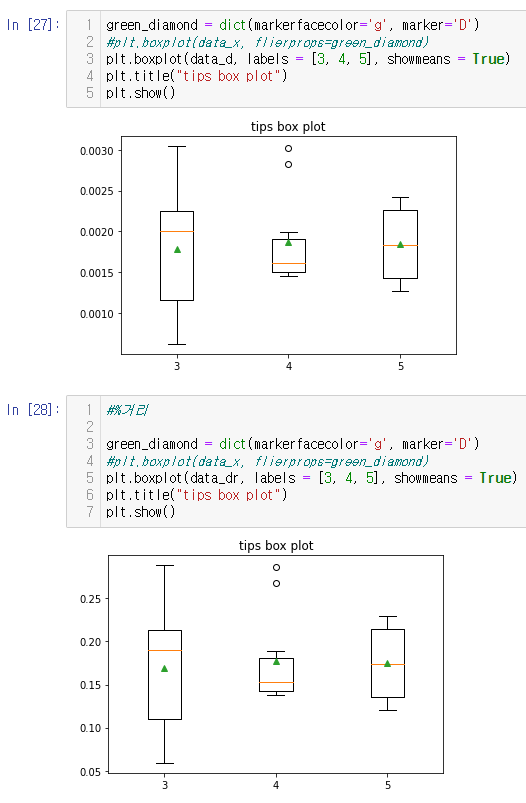 In [27]:
1 green_diamond = dict(markerfacecolor='g', marker='D')
2 #plt.boxplot(data_x, flierprops=green_diamond)
3 plt.boxplot(data_d, labels = [3, 4, 5], showmeans = True)
4 plt.title("tips box plot")
5 plt.show()
tips box plot
0.0030
0.0025
0.0020
0.0015
0.0010
3 4 5
In [28]:
1 #%거리
2
3 green_diamond = dict(markerfacecolor='g', marker='D')
4 #plt.boxplot(data_x, flierprops=green_diamond)
5 plt.boxplot(data_dr, labels = [3, 4, 5], showmeans = True)
6 plt.title("tips box plot")
7 plt.show()
tips box plot
0.25
0.20
0.15
0.10
0.05
3 4 5